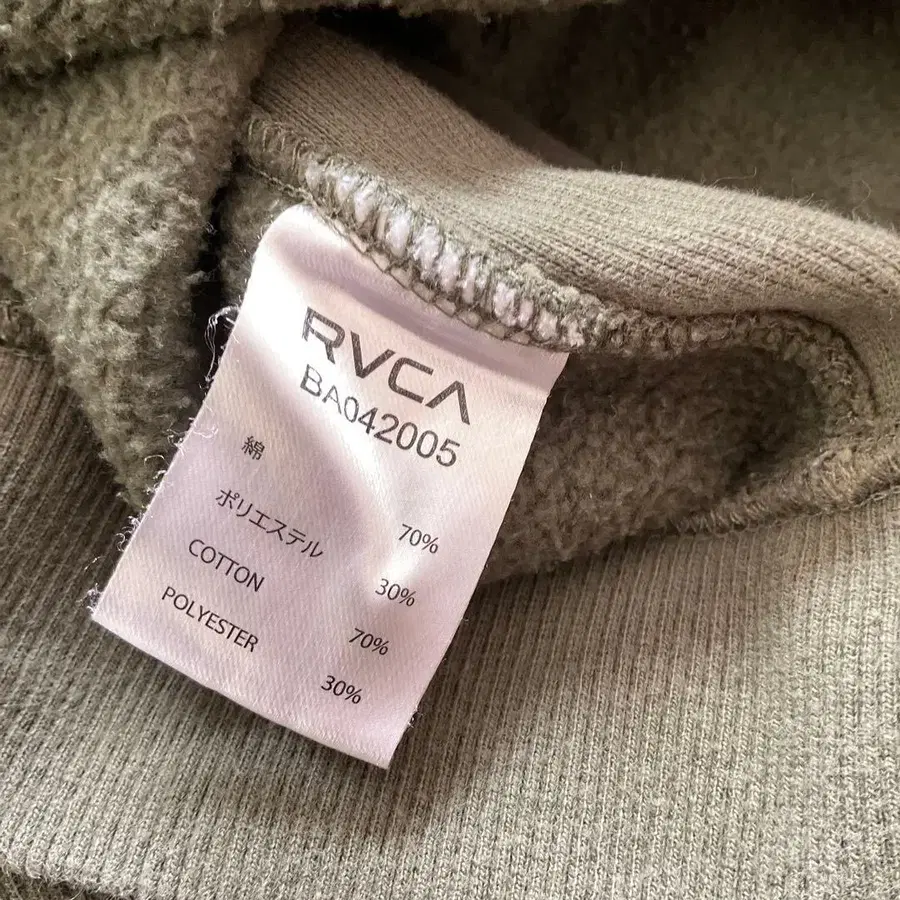 RVCA
BA042005
綿 70%
ポリエステル 30%
COTTON 70%
POLYESTER 30%